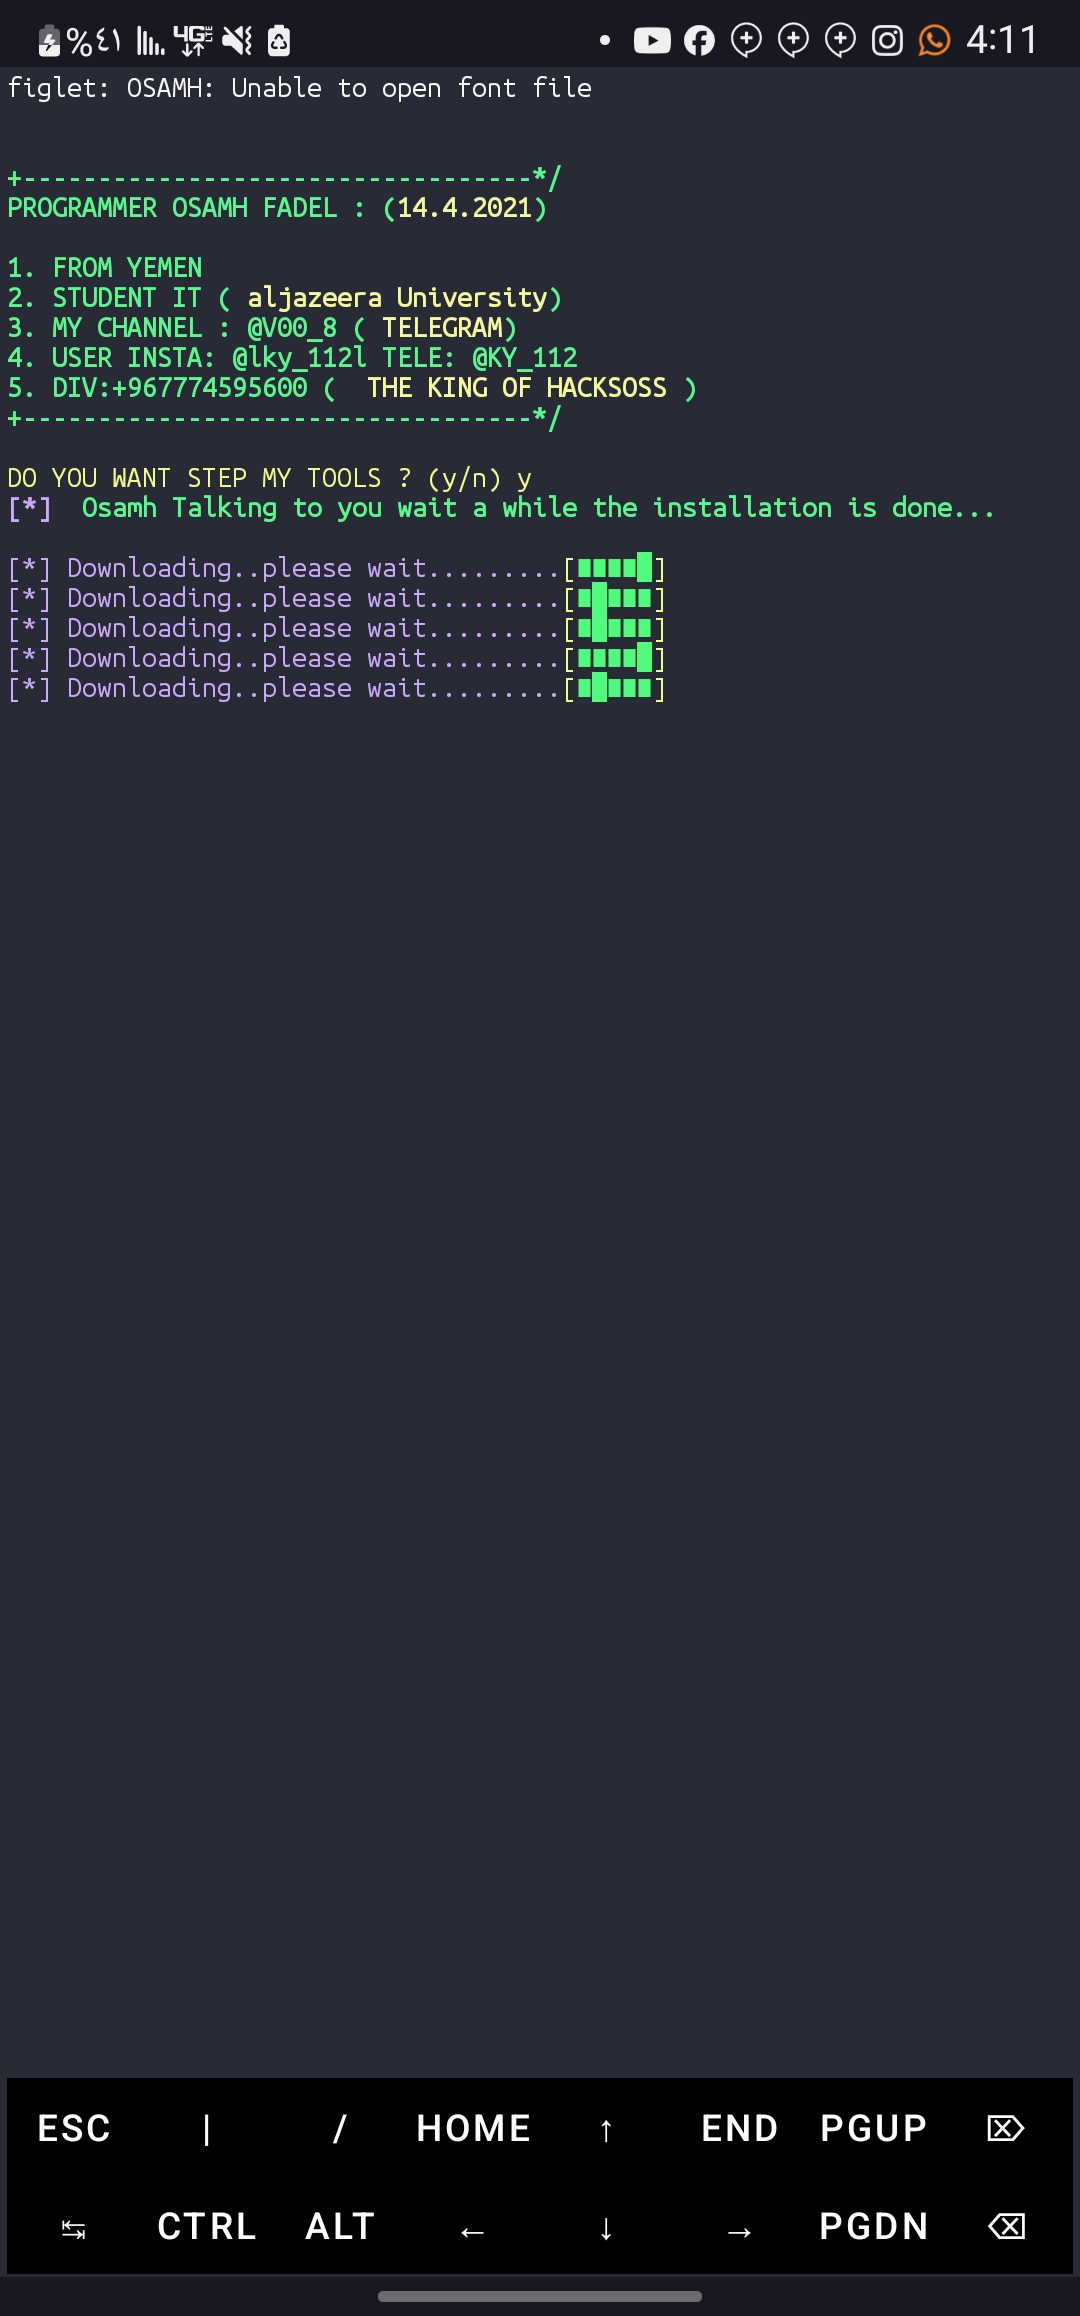 %٤١ 4G LTE 4:11
figlet: OSAMH: Unable to open font file
+----------------------------------*/
PROGRAMMER OSAMH FADEL : (14.4.2021)
1. FROM YEMEN
2. STUDENT IT ( aljazeera University)
3. MY CHANNEL : @V00_8 ( TELEGRAM)
4. USER INSTA: @lky_112l TELE: @KY_112
5. DIV:+967774595600 (  THE KING OF HACKSOSS )
+----------------------------------*/
DO YOU WANT STEP MY TOOLS ? (y/n) y
[*]  Osamh Talking to you wait a while the installation is done...
[*] Downloading..please wait.........[■■■■█]
[*] Downloading..please wait.........[■█■■■]
[*] Downloading..please wait.........[■█■■■]
[*] Downloading..please wait.........[■■■■█]
[*] Downloading..please wait.........[■█■■■]
ESC | / HOME ↑ END PGUP ⌦
↹ CTRL ALT ← ↓ → PGDN ⌫